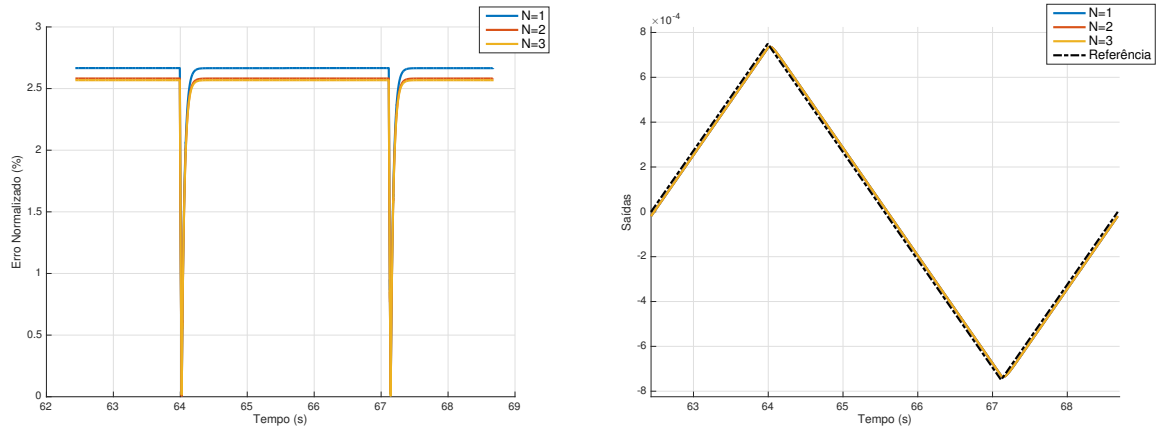 3
2.5
2
1.5
1
0.5
0
62
63
64
65
66
67
68
69
Tempo (s)
Erro Normalizado (%)
N=1
N=2
N=3
×10-4
8
6
4
2
0
-2
-4
-6
-8
63
64
65
66
67
68
Tempo (s)
Saídas
N=1
N=2
N=3
Referência